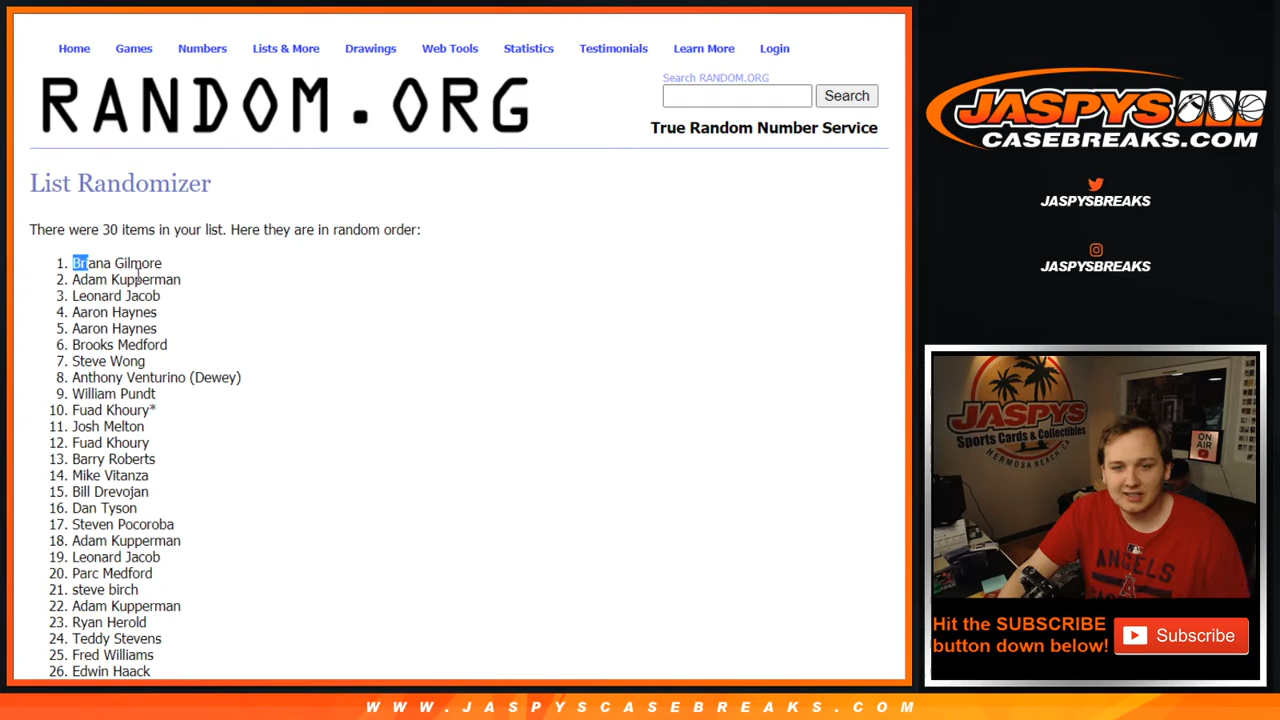 Home Games Numbers Lists & More Drawings Web Tools Statistics Testimonials Learn More Login
RANDOM.ORG
Search RANDOM.ORG
Search
True Random Number Service
List Randomizer
There were 30 items in your list. Here they are in random order:
1. Briana Gilmore
2. Adam Kupperman
3. Leonard Jacob
4. Aaron Haynes
5. Aaron Haynes
6. Brooks Medford
7. Steve Wong
8. Anthony Venturino (Dewey)
9. William Pundt
10. Fuad Khoury*
11. Josh Melton
12. Fuad Khoury
13. Barry Roberts
14. Mike Vitanza
15. Bill Drevojan
16. Dan Tyson
17. Steven Pocoroba
18. Adam Kupperman
19. Leonard Jacob
20. Parc Medford
21. steve birch
22. Adam Kupperman
23. Ryan Herold
24. Teddy Stevens
25. Fred Williams
26. Edwin Haack
JASPYS
CASEBREAKS.COM
JASPYSBREAKS
JASPYSBREAKS
JASPYS
Sports Cards & Collectibles
HERMOSA BEACH, CA
ON
AIR
ANGELS
Hit the SUBSCRIBE
button down below!
Subscribe
WWW.JASPYSCASEBREAKS.COM